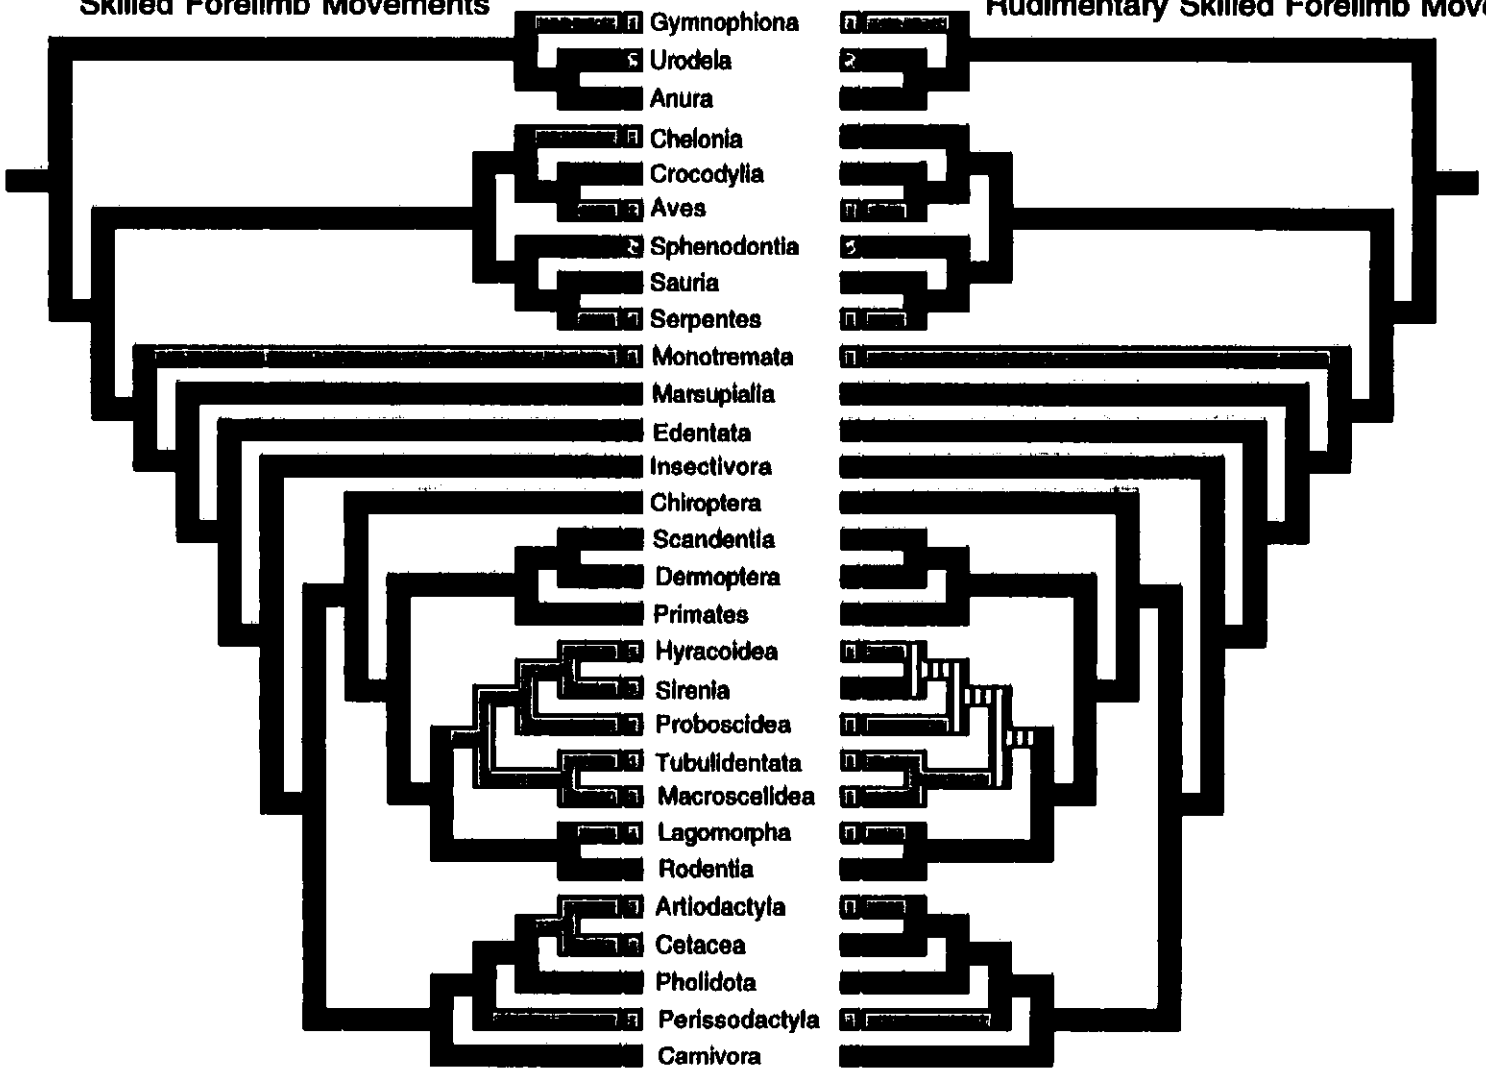 Skilled Forelimb Movements
Rudimentary Skilled Forelimb
Gymnophiona
Urodela
Anura
Chelonia
Crocodylia
Aves
Sphenodontia
Sauria
Serpentes
Monotremata
Marsupialia
Edentata
Insectivora
Chiroptera
Scandentia
Dermoptera
Primates
Hyracoidea
Sirenia
Proboscidea
Tubulidentata
Macroscelidea
Lagomorpha
Rodentia
Artiodactyla
Cetacea
Pholidota
Perissodactyla
Carnivora